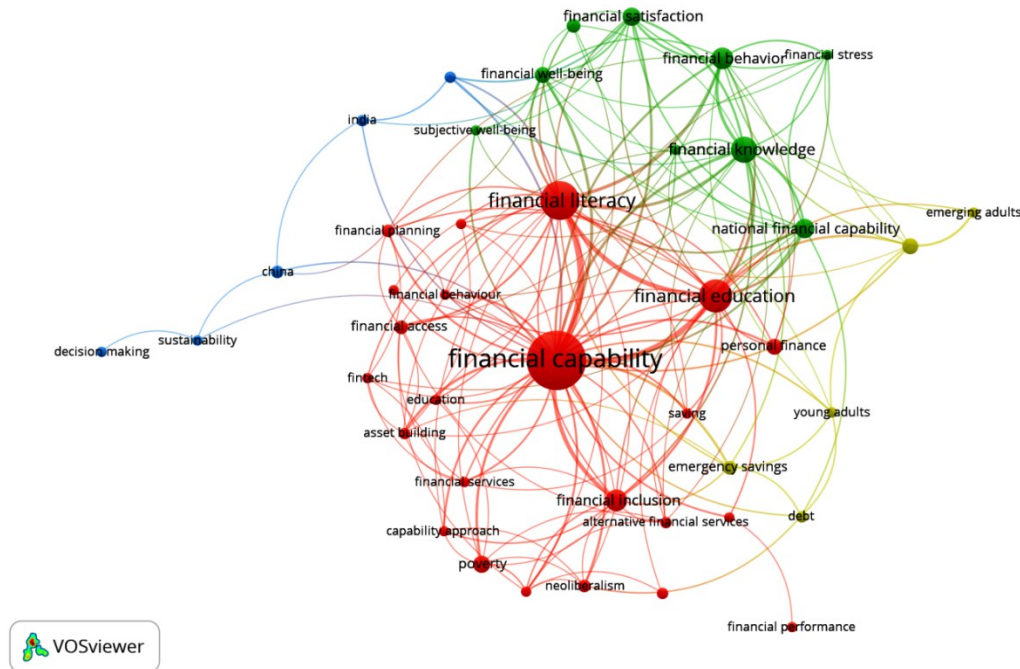 financial satisfaction
financial behavior
financial stress
financial well-being
india
subjective well-being
financial knowledge
financial literacy
emerging adults
financial planning
national financial capability
china
financial behaviour
financial education
financial access
sustainability
personal finance
decision making
financial capability
fintech
education
saving
young adults
asset building
emergency savings
financial services
financial inclusion
alternative financial services
debt
capability approach
poverty
neoliberalism
financial performance
VOSviewer